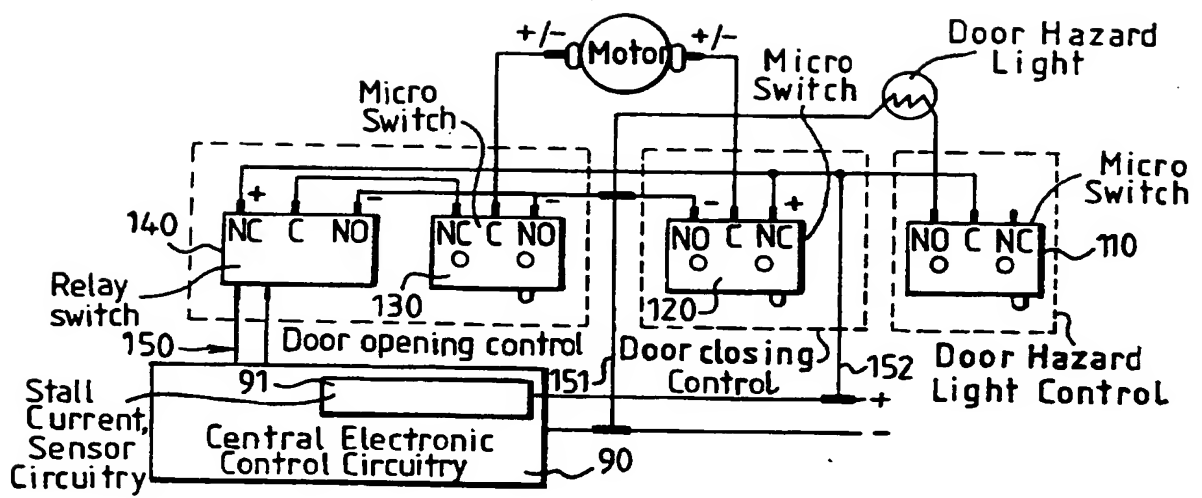 +/-
Motor
+/-
Door Hazard
Light
Micro
Switch
Micro
Switch
Micro
Switch
+
-
-
-
+
NC C NO
NC C NO
NO C NC
NO C NC
140
130
120
110
Relay
switch
150
Door opening control
Door closing
Control
151
152
Door Hazard
Light Control
91
Stall
Current,
Sensor
Circuitry
Central Electronic
Control Circuitry
90
+
-